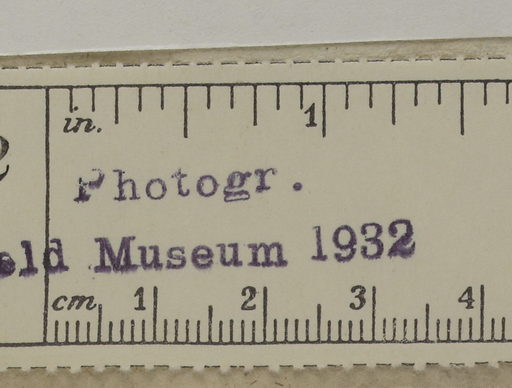 in. 1
Photogr.
Museum 1932
cm 1 2 3 4